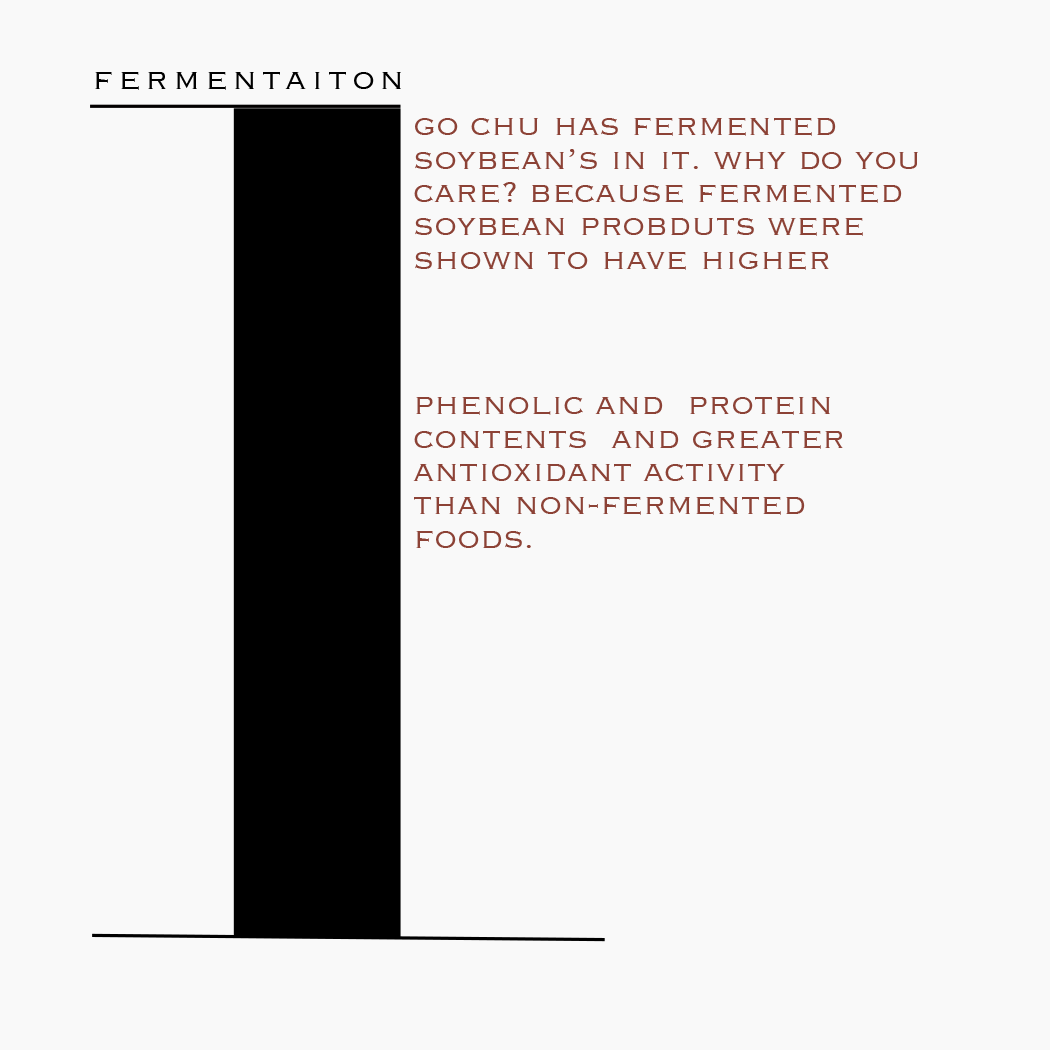 FERMENTAITON
GO CHU HAS FERMENTED
SOYBEAN’S IN IT. WHY DO YOU
CARE? BECAUSE FERMENTED
SOYBEAN PROBDUTS WERE
SHOWN TO HAVE HIGHER
PHENOLIC AND PROTEIN
CONTENTS AND GREATER
ANTIOXIDANT ACTIVITY
THAN NON-FERMENTED
FOODS.